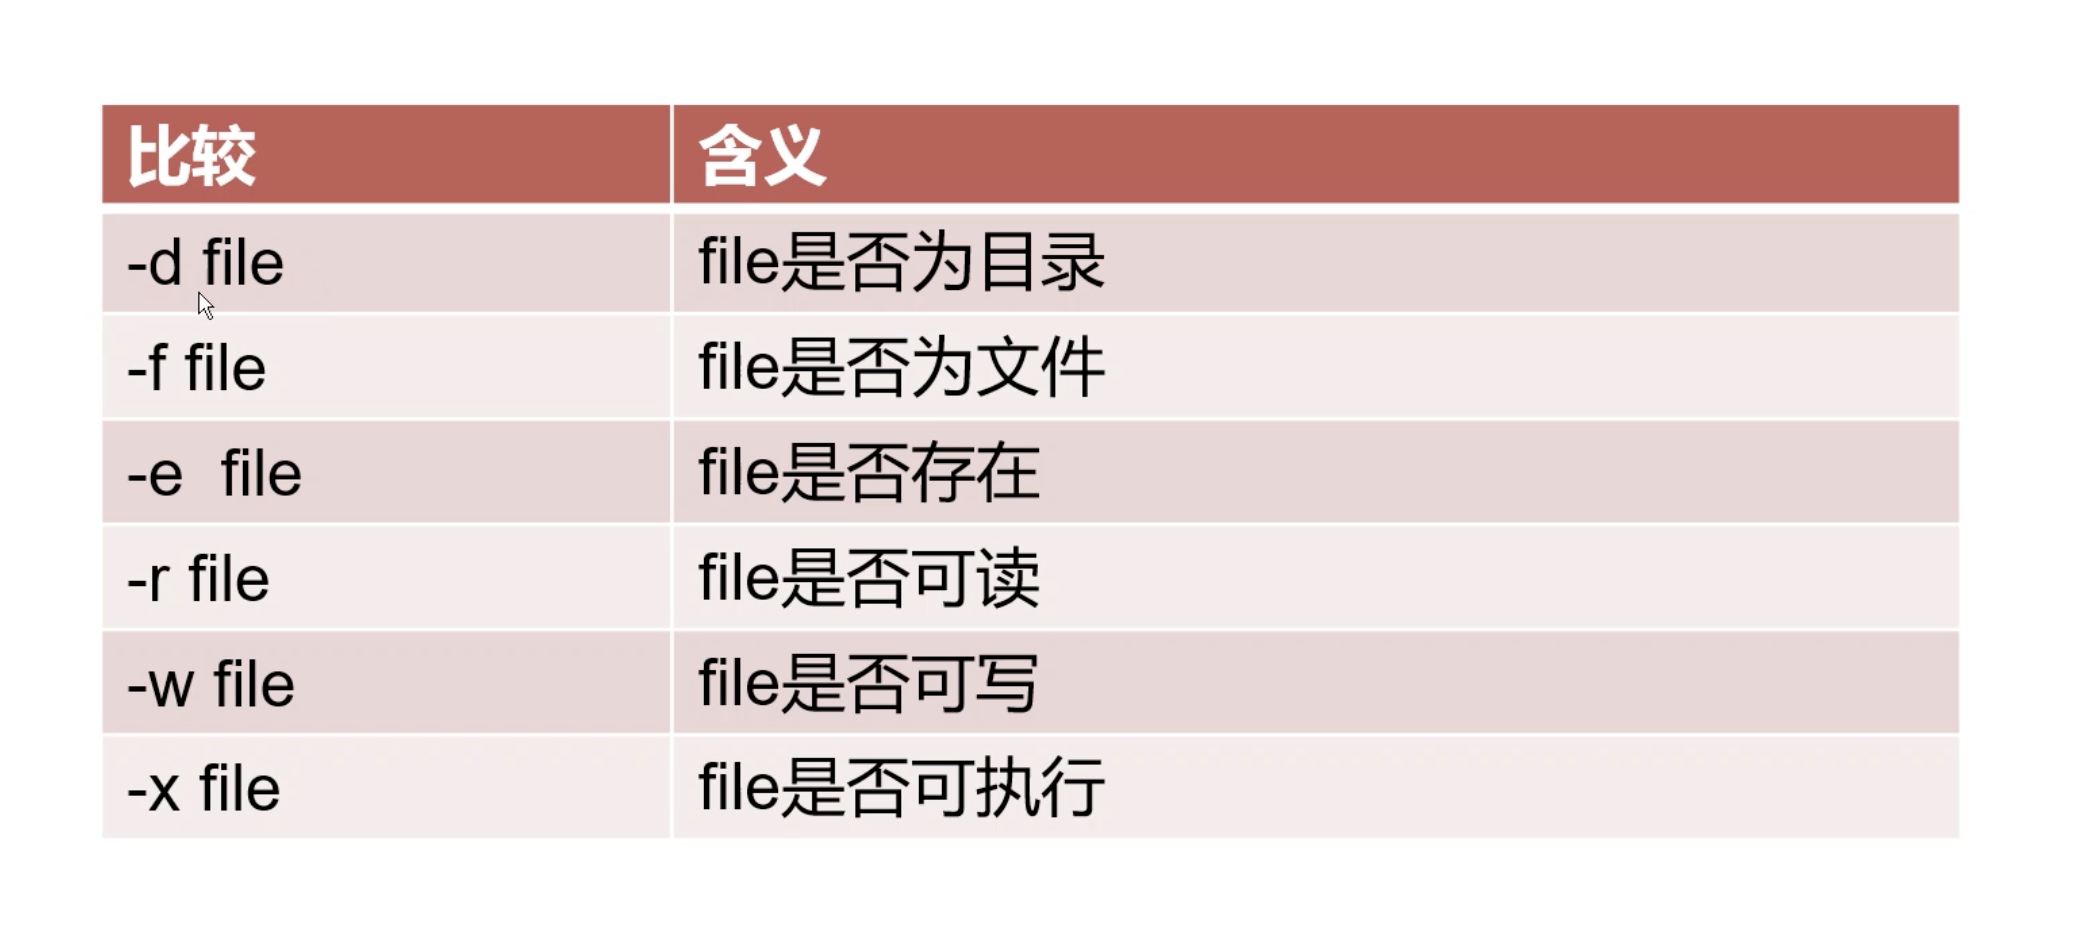 比较 含义
-d file file是否为目录
-f file file是否为文件
-e  file file是否存在
-r file file是否可读
-w file file是否可写
-x file file是否可执行